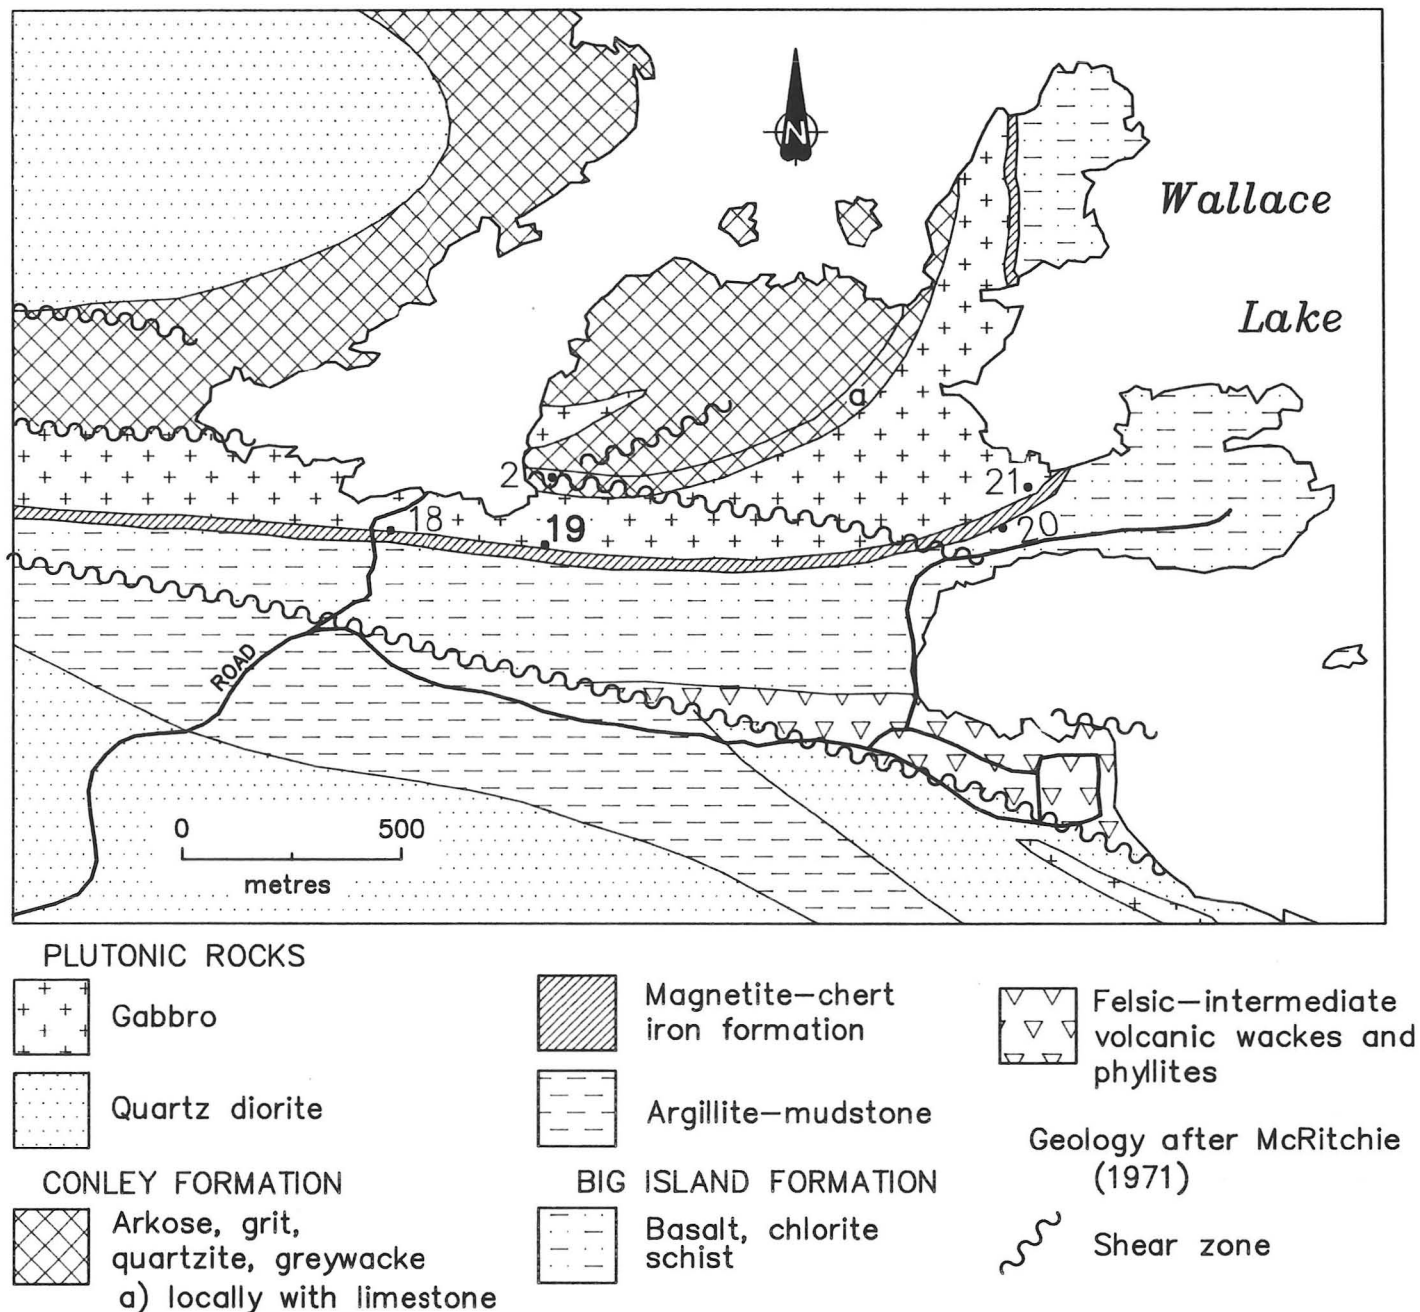 N
Wallace
Lake
a
2
21
18
19
20
ROAD
0 500
metres
PLUTONIC ROCKS
Gabbro
Quartz diorite
CONLEY FORMATION
Arkose, grit,
quartzite, greywacke
a) locally with limestone
Magnetite-chert
iron formation
Argillite-mudstone
BIG ISLAND FORMATION
Basalt, chlorite
schist
Felsic-intermediate
volcanic wackes and
phyllites
Geology after McRitchie
(1971)
Shear zone